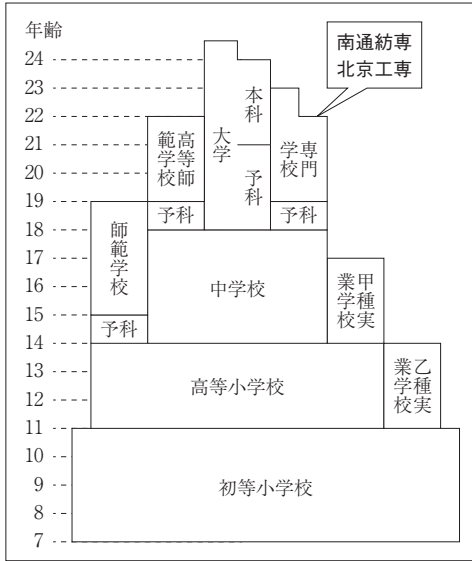 年齢
24
23
22
21
20
19
18
17
16
15
14
13
12
11
10
9
8
7
南通紡専
北京工専
大学
本科
予科
高等師
範学校
予科
専門
学校
予科
師範学校
予科
中学校
甲種実
業学校
高等小学校
乙種実
業学校
初等小学校